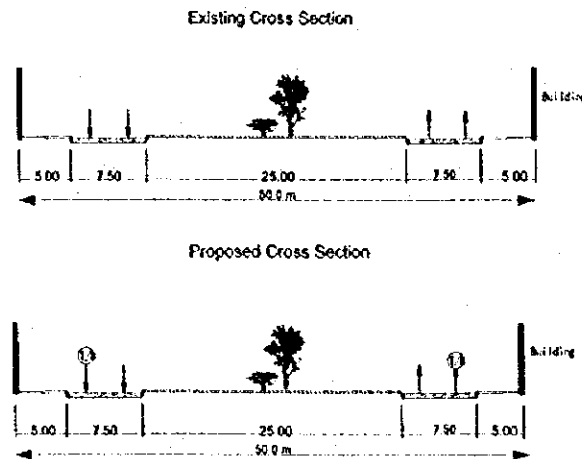 Existing Cross Section
Building
5.00 7.50 25.00 7.50 5.00
50.0 m
Proposed Cross Section
Building
5.00 7.50 25.00 7.50 5.00
50.0 m